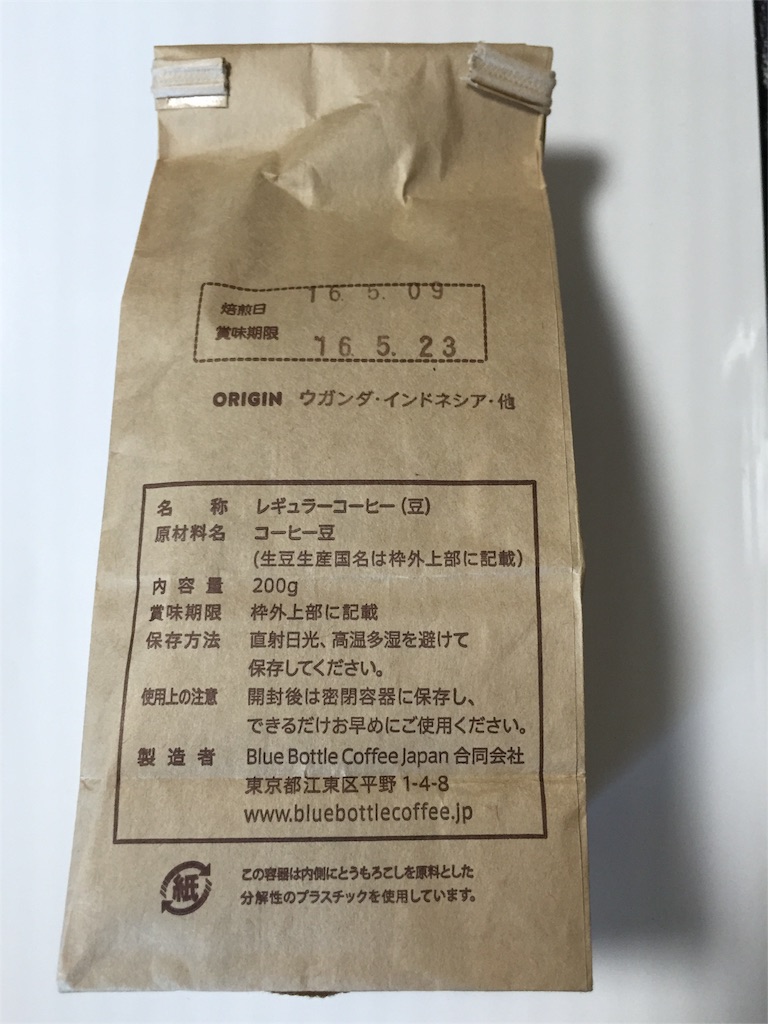 焙煎日 16. 5. 09
賞味期限 16. 5. 23
ORIGIN ウガンダ・インドネシア・他
名称 レギュラーコーヒー（豆）
原材料名 コーヒー豆
（生豆生産国名は枠外上部に記載）
内容量 200g
賞味期限 枠外上部に記載
保存方法 直射日光、高温多湿を避けて
保存してください。
使用上の注意 開封後は密閉容器に保存し、
できるだけお早めにご使用ください。
製造者 Blue Bottle Coffee Japan 合同会社
東京都江東区平野 1-4-8
www.bluebottlecoffee.jp
紙
この容器は内側にとうもろこしを原料とした
分解性のプラスチックを使用しています。